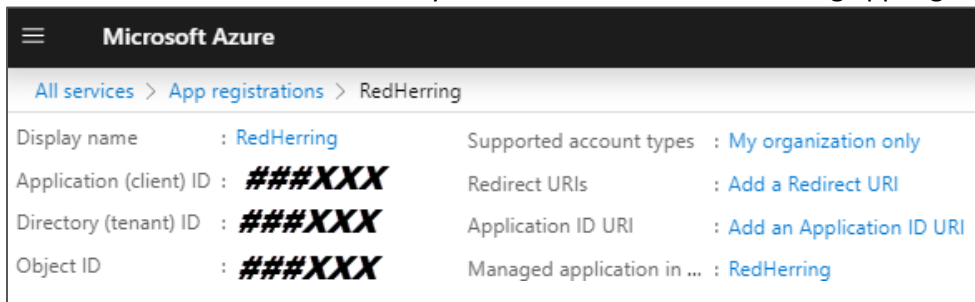 Microsoft Azure
All services > App registrations > RedHerring
Display name : RedHerring Supported account types : My organization only
Application (client) ID : ###XXX Redirect URIs : Add a Redirect URI
Directory (tenant) ID : ###XXX Application ID URI : Add an Application ID URI
Object ID : ###XXX Managed application in ... : RedHerring